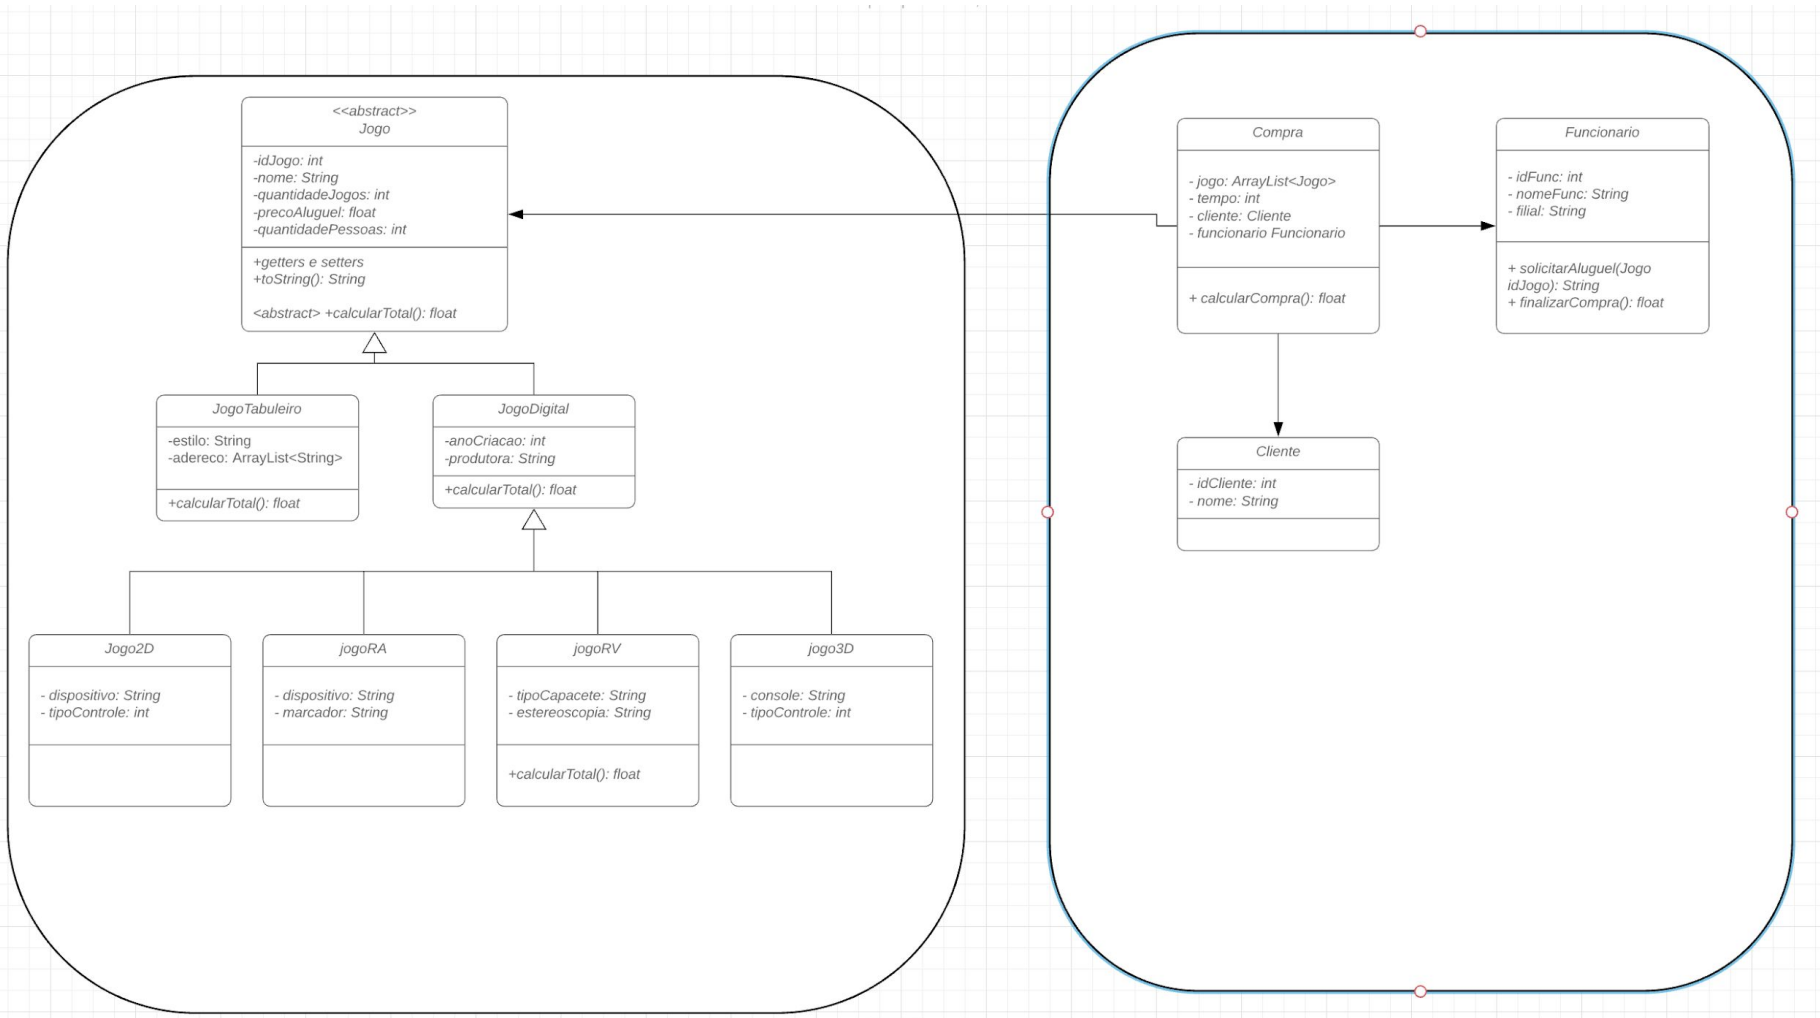 <<abstract>>
Jogo
-idJogo: int
-nome: String
-quantidadeJogos: int
-precoAluguel: float
-quantidadePessoas: int
+getters e setters
+toString(): String
<abstract> +calcularTotal(): float
JogoTabuleiro
-estilo: String
-adereco: ArrayList<String>
+calcularTotal(): float
JogoDigital
-anoCriacao: int
-produtora: String
+calcularTotal(): float
Jogo2D
- dispositivo: String
- tipoControle: int
jogoRA
- dispositivo: String
- marcador: String
jogoRV
- tipoCapacete: String
- estereoscopia: String
+calcularTotal(): float
jogo3D
- console: String
- tipoControle: int
Compra
- jogo: ArrayList<Jogo>
- tempo: int
- cliente: Cliente
- funcionario Funcionario
+ calcularCompra(): float
Funcionario
- idFunc: int
- nomeFunc: String
- filial: String
+ solicitarAluguel(Jogo
idJogo): String
+ finalizarCompra(): float
Cliente
- idCliente: int
- nome: String